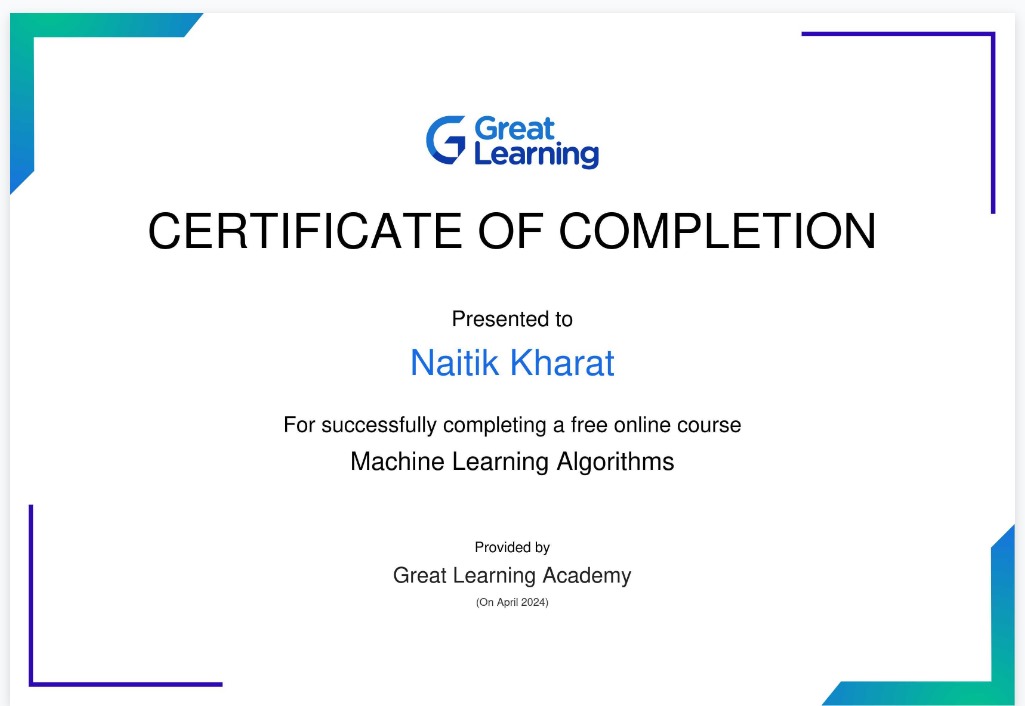 Great
Learning
CERTIFICATE OF COMPLETION
Presented to
Naitik Kharat
For successfully completing a free online course
Machine Learning Algorithms
Provided by
Great Learning Academy
(On April 2024)